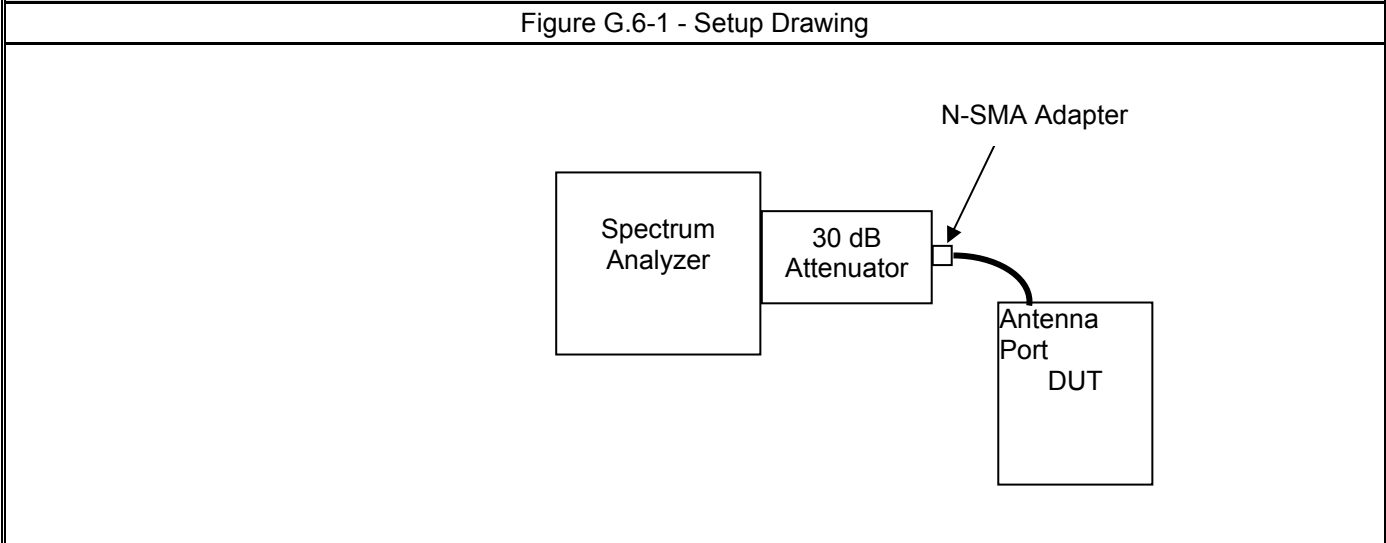 Figure G.6-1 - Setup Drawing
N-SMA Adapter
Spectrum
Analyzer
30 dB
Attenuator
Antenna
Port
DUT